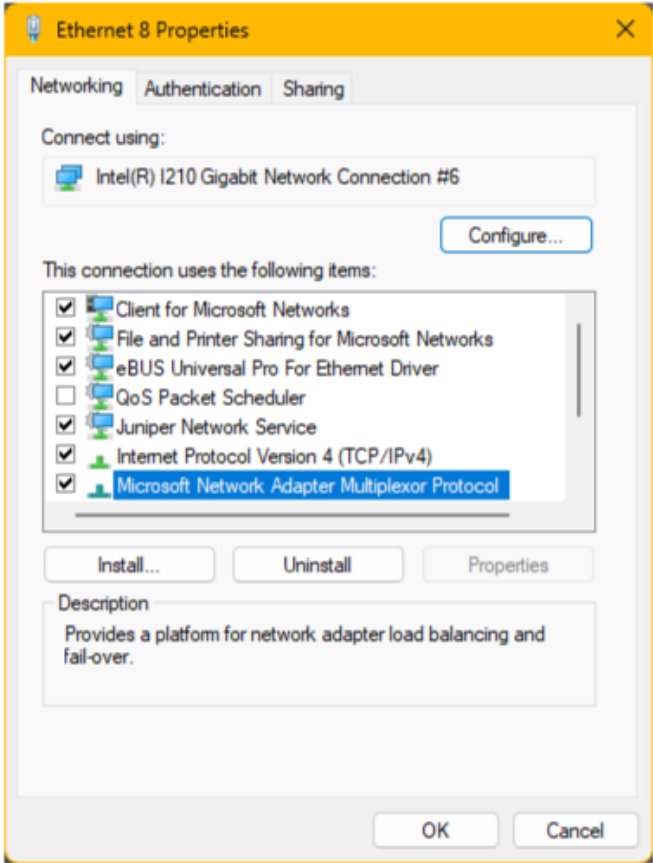 Ethernet 8 Properties
Networking
Authentication
Sharing
Connect using:
Intel(R) I210 Gigabit Network Connection #6
Configure...
This connection uses the following items:
Client for Microsoft Networks
File and Printer Sharing for Microsoft Networks
eBUS Universal Pro For Ethernet Driver
QoS Packet Scheduler
Juniper Network Service
Internet Protocol Version 4 (TCP/IPv4)
Microsoft Network Adapter Multiplexor Protocol
Install...
Uninstall
Properties
Description
Provides a platform for network adapter load balancing and
fail-over.
OK
Cancel